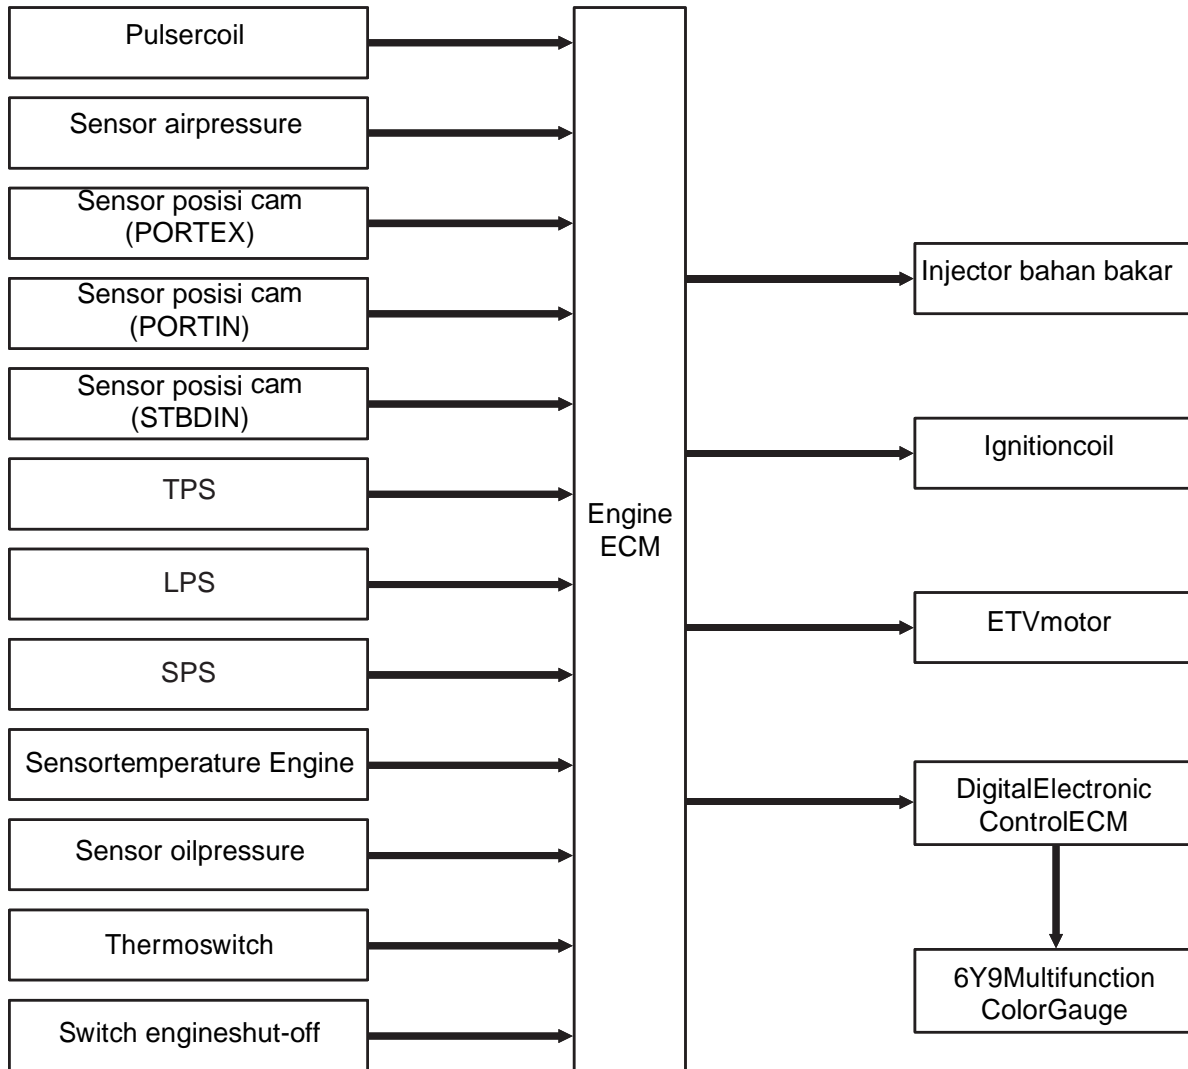 Pulsercoil
Sensor airpressure
Sensor posisi cam
(PORTEX)
Sensor posisi cam
(PORTIN)
Sensor posisi cam
(STBDIN)
TPS
LPS
SPS
Sensortemperature Engine
Sensor oilpressure
Thermoswitch
Switch engineshut-off
Engine
ECM
Injector bahan bakar
Ignitioncoil
ETVmotor
DigitalElectronic
ControlECM
6Y9Multifunction
ColorGauge